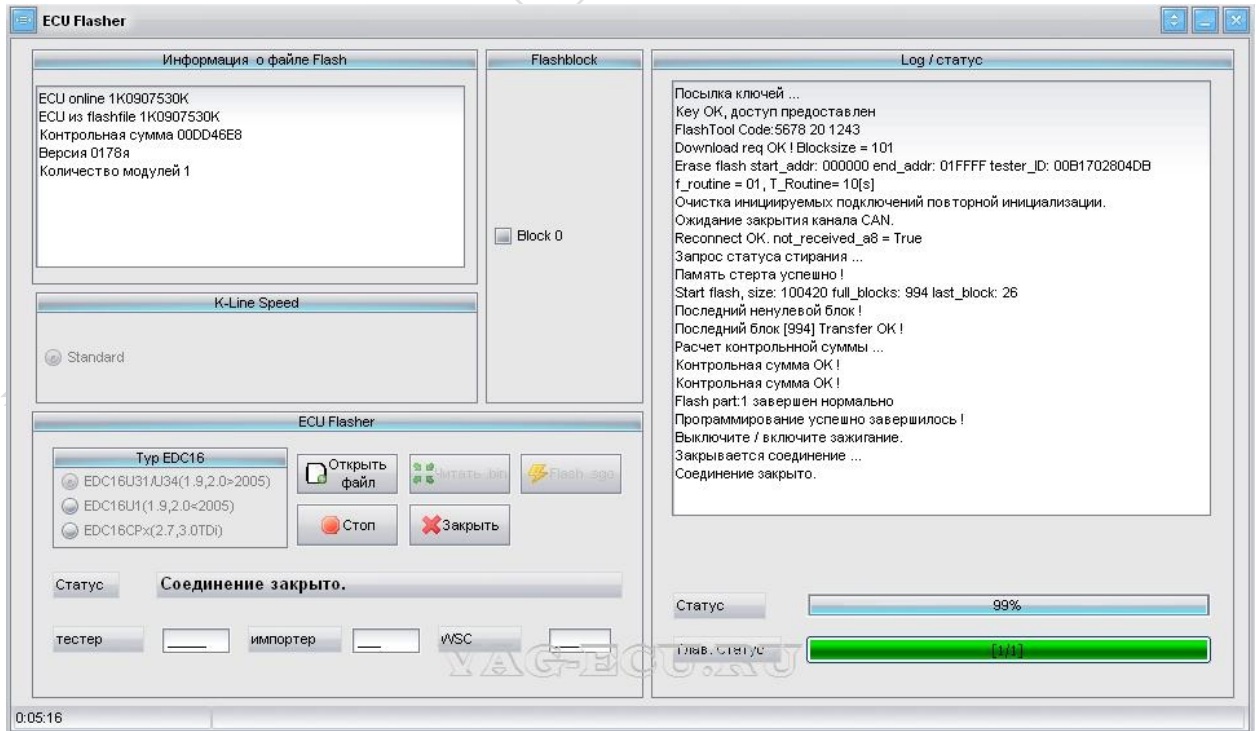 ECU Flasher
Информация о файле Flash
ECU online 1K0907530K
ECU из flashfile 1K0907530K
Контрольная сумма 00DD46E8
Версия 0178я
Количество модулей 1
K-Line Speed
Standard
Flashblock
Block 0
ECU Flasher
Typ EDC16
EDC16U31/U34(1.9,2.0>2005)
EDC16U1(1.9,2.0<2005)
EDC16CPx(2.7,3.0TDi)
Открыть
файл
Читать .bin
Flash .sgo
Стоп
Закрыть
Статус
Соединение закрыто.
тестер
импортер
WSC
Log / статус
Посылка ключей ...
Key OK, доступ предоставлен
FlashTool Code:5678 20 1243
Download req OK ! Blocksize = 101
Erase flash start_addr: 000000 end_addr: 01FFFF tester_ID: 00B1702804DB
f_routine = 01, T_Routine= 10[s]
Очистка инициируемых подключений повторной инициализации.
Ожидание закрытия канала CAN.
Reconnect OK. not_received_a8 = True
Запрос статуса стирания ...
Память стерта успешно !
Start flash, size: 100420 full_blocks: 994 last_block: 26
Последний ненулевой блок !
Последний блок [994] Transfer OK !
Расчет контрольнной суммы ...
Контрольная сумма OK !
Контрольная сумма OK !
Flash part:1 завершен нормально
Программирование успешно завершилось !
Выключите / включите зажигание.
Закрывается соединение ...
Соединение закрыто.
Статус
99%
Глав. Статус
[1/1]
VAG-ECU.RU
0:05:16